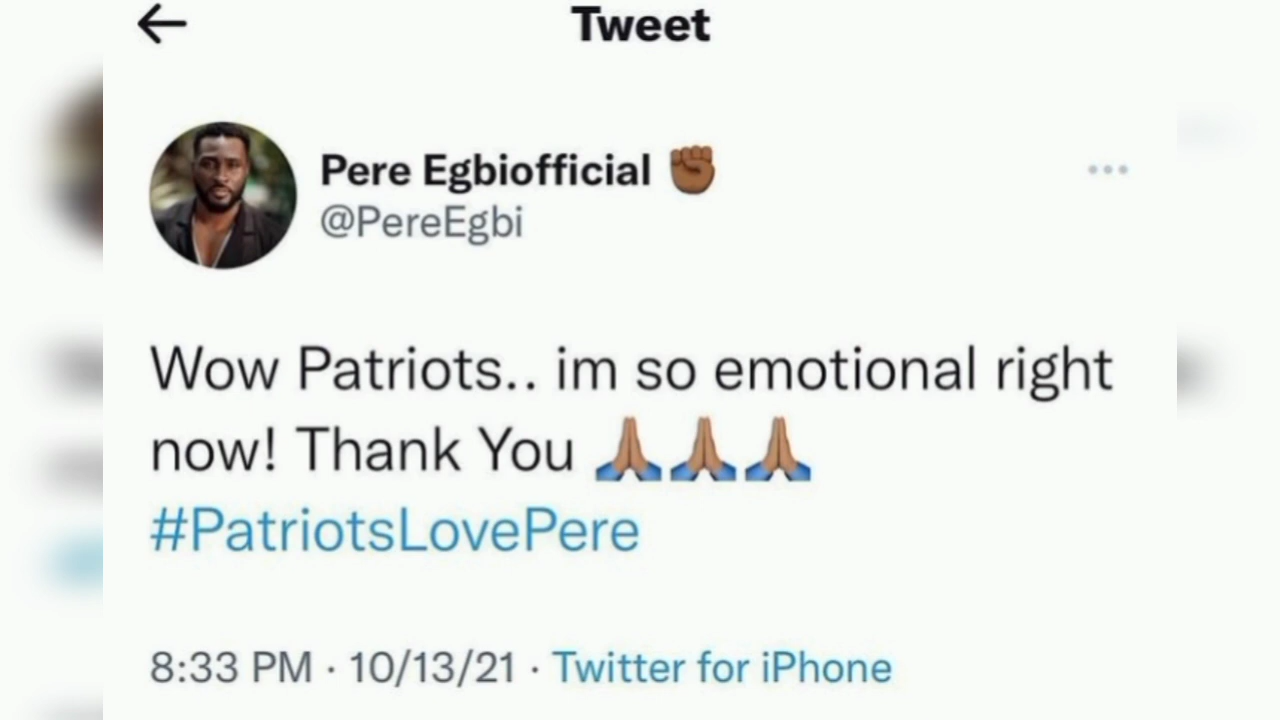 Tweet
Pere Egbiofficial ✊🏾
@PereEgbi
Wow Patriots.. im so emotional right
now! Thank You 🙏🏽🙏🏽🙏🏽
#PatriotsLovePere
8:33 PM · 10/13/21 · Twitter for iPhone